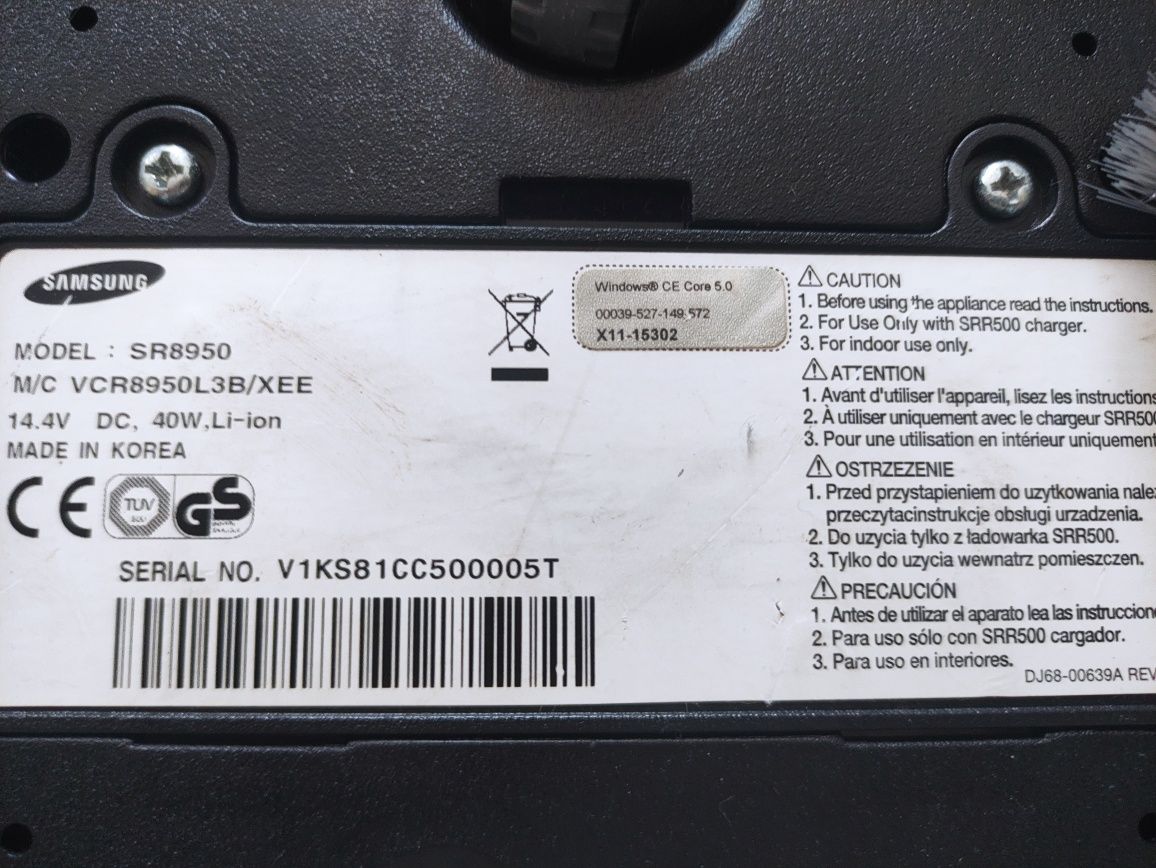 SAMSUNG
MODEL : SR8950
M/C VCR8950L3B/XEE
14.4V DC, 40W,Li-ion
MADE IN KOREA
CE
TUV
GS
SERIAL NO. V1KS81CC500005T
Windows® CE Core 5.0
00039-527-149,572
X11-15302
CAUTION
1. Before using the appliance read the instructions.
2. For Use Only with SRR500 charger.
3. For indoor use only.
ATTENTION
1. Avant d'utiliser l'appareil, lisez les instructions
2. À utiliser uniquement avec le chargeur SRR500
3. Pour une utilisation en intérieur uniquement
OSTRZEZENIE
1. Przed przystapieniem do uzytkowania
przeczytacinstrukcje obsługi urzadzenia.
2. Do uzycia tylko z ładowarka SRR500.
3. Tylko do uzycia wewnatrz pomieszczen.
PRECAUCIÓN
1. Antes de utilizar el aparato lea las
2. Para uso sólo con SRR500 cargador.
3. Para uso en interiores.
DJ68-00639A REV